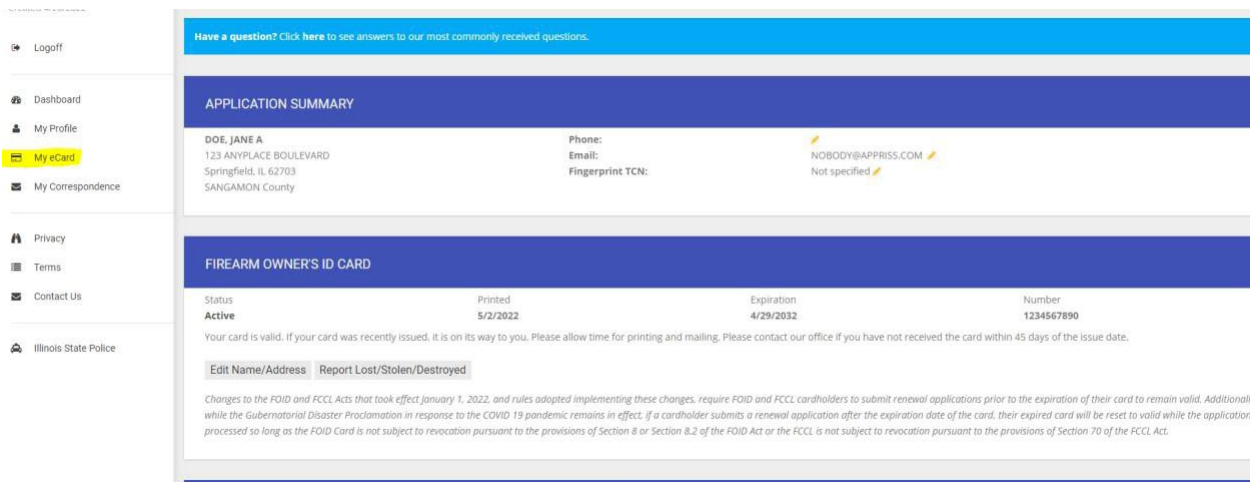 Logoff
Dashboard
My Profile
My eCard
My Correspondence
Privacy
Terms
Contact Us
Illinois State Police
Have a question? Click here to see answers to our most commonly received questions.
APPLICATION SUMMARY
DOE, JANE A
123 ANYPLACE BOULEVARD
Springfield, IL 62703
SANGAMON County
Phone:
Email: NOBODY@APPRISS.COM
Fingerprint TCN: Not specified
FIREARM OWNER'S ID CARD
Status Printed Expiration Number
Active 5/2/2022 4/29/2032 1234567890
Your card is valid. If your card was recently issued, it is on its way to you. Please allow time for printing and mailing. Please contact our office if you have not received the card within 45 days of the issue date.
Edit Name/Address Report Lost/Stolen/Destroyed
Changes to the FOID and FCCL Acts that took effect January 1, 2022, and rules adopted implementing these changes, require FOID and FCCL cardholders to submit renewal applications prior to the expiration of their card to remain valid. Additionall
while the Gubernatorial Disaster Proclamation in response to the COVID 19 pandemic remains in effect, if a cardholder submits a renewal application after the expiration date of the card, their expired card will be reset to valid while the application
processed so long as the FOID Card is not subject to revocation pursuant to the provisions of Section 8 or Section 8.2 of the FOID Act or the FCCL is not subject to revocation pursuant to the provisions of Section 70 of the FCCL Act.